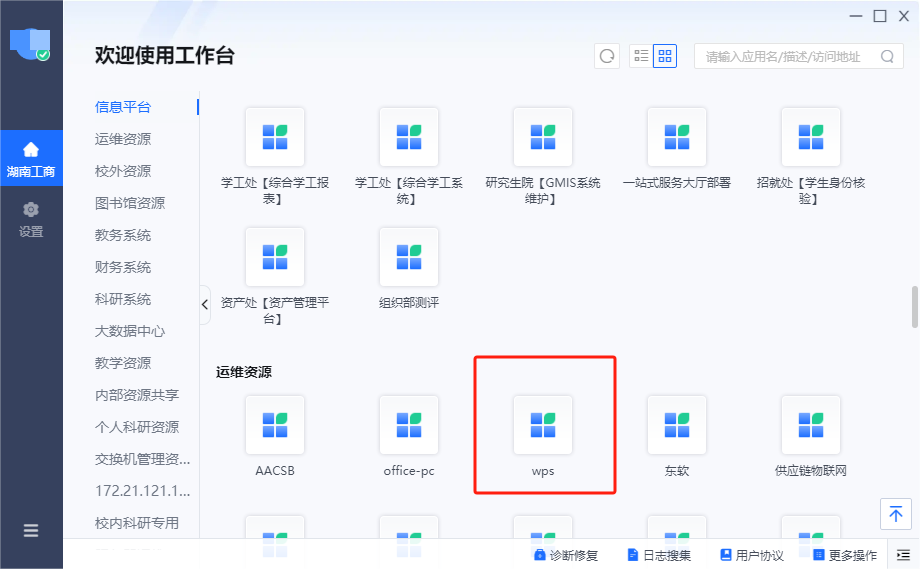 欢迎使用工作台
请输入应用名/描述/访问地址
湖南工商
设置
信息平台
运维资源
校外资源
图书馆资源
教务系统
财务系统
科研系统
大数据中心
教学资源
内部资源共享
个人科研资源
交换机管理资...
172.21.121.1...
校内科研专用
学工处【综合学工报
表】
学工处【综合学工系
统】
研究生院【GMIS系统
维护】
一站式服务大厅部署
招就处【学生身份核
验】
资产处【资产管理平
台】
组织部测评
运维资源
AACSB
office-pc
wps
东软
供应链物联网
诊断修复
日志搜集
用户协议
更多操作